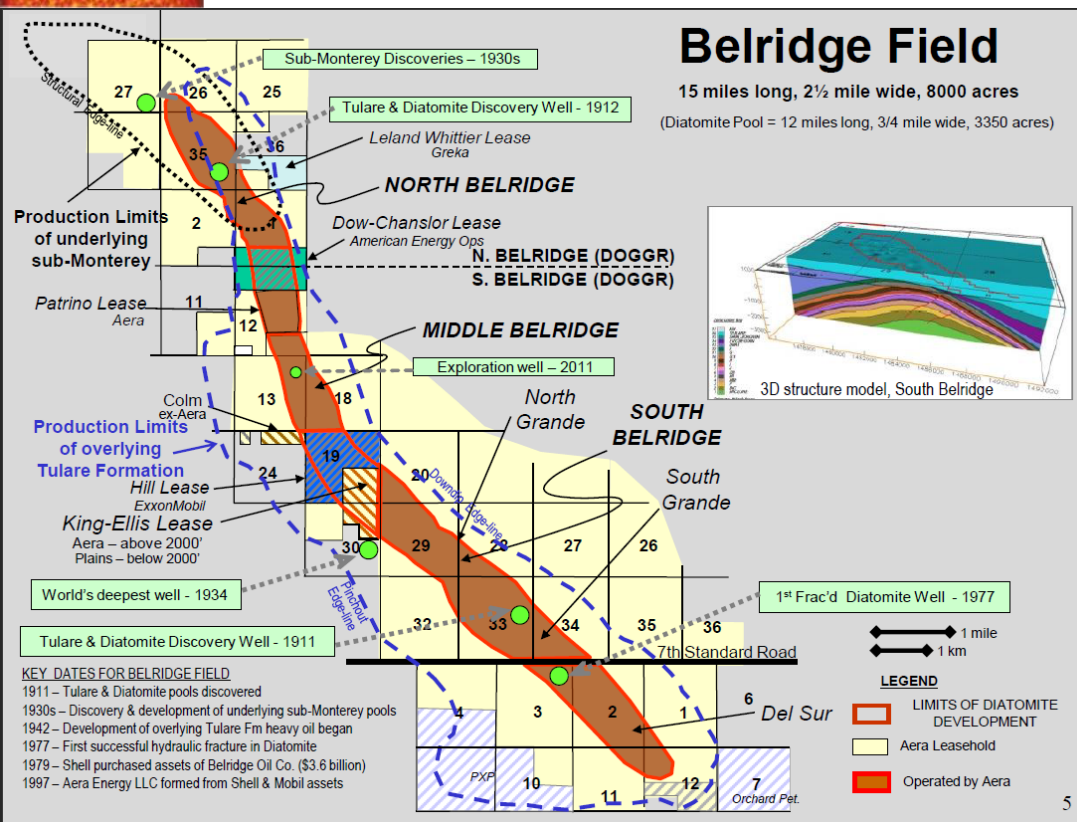 Belridge Field
15 miles long, 2½ mile wide, 8000 acres
(Diatomite Pool = 12 miles long, 3/4 mile wide, 3350 acres)
Sub-Monterey Discoveries – 1930s
Tulare & Diatomite Discovery Well - 1912
Leland Whittier Lease
Greka
Structural Edge-line
27
26
25
35
36
NORTH BELRIDGE
Production Limits
of underlying
sub-Monterey
2
1
Dow-Chanslor Lease
American Energy Ops
N. BELRIDGE (DOGGR)
S. BELRIDGE (DOGGR)
Patrino Lease
Aera
11
12
MIDDLE BELRIDGE
Exploration well – 2011
3D structure model, South Belridge
13
18
Colm
ex-Aera
North
Grande
SOUTH
BELRIDGE
Production Limits
of overlying
Tulare Formation
19
24
20
Downdip Edge-line
South
Grande
Hill Lease
ExxonMobil
King-Ellis Lease
Aera – above 2000'
Plains – below 2000'
30
29
28
27
26
World's deepest well - 1934
Pinchout
Edge-line
1st Frac'd Diatomite Well - 1977
Tulare & Diatomite Discovery Well - 1911
32
33
34
35
36
7th Standard Road
1 mile
1 km
KEY DATES FOR BELRIDGE FIELD
1911 – Tulare & Diatomite pools discovered
1930s – Discovery & development of underlying sub-Monterey pools
1942 – Development of overlying Tulare Fm heavy oil began
1977 – First successful hydraulic fracture in Diatomite
1979 – Shell purchased assets of Belridge Oil Co. ($3.6 billion)
1997 – Aera Energy LLC formed from Shell & Mobil assets
4
3
2
1
6
Del Sur
PXP
10
11
12
7
Orchard Pet.
LEGEND
LIMITS OF DIATOMITE
DEVELOPMENT
Aera Leasehold
Operated by Aera
5